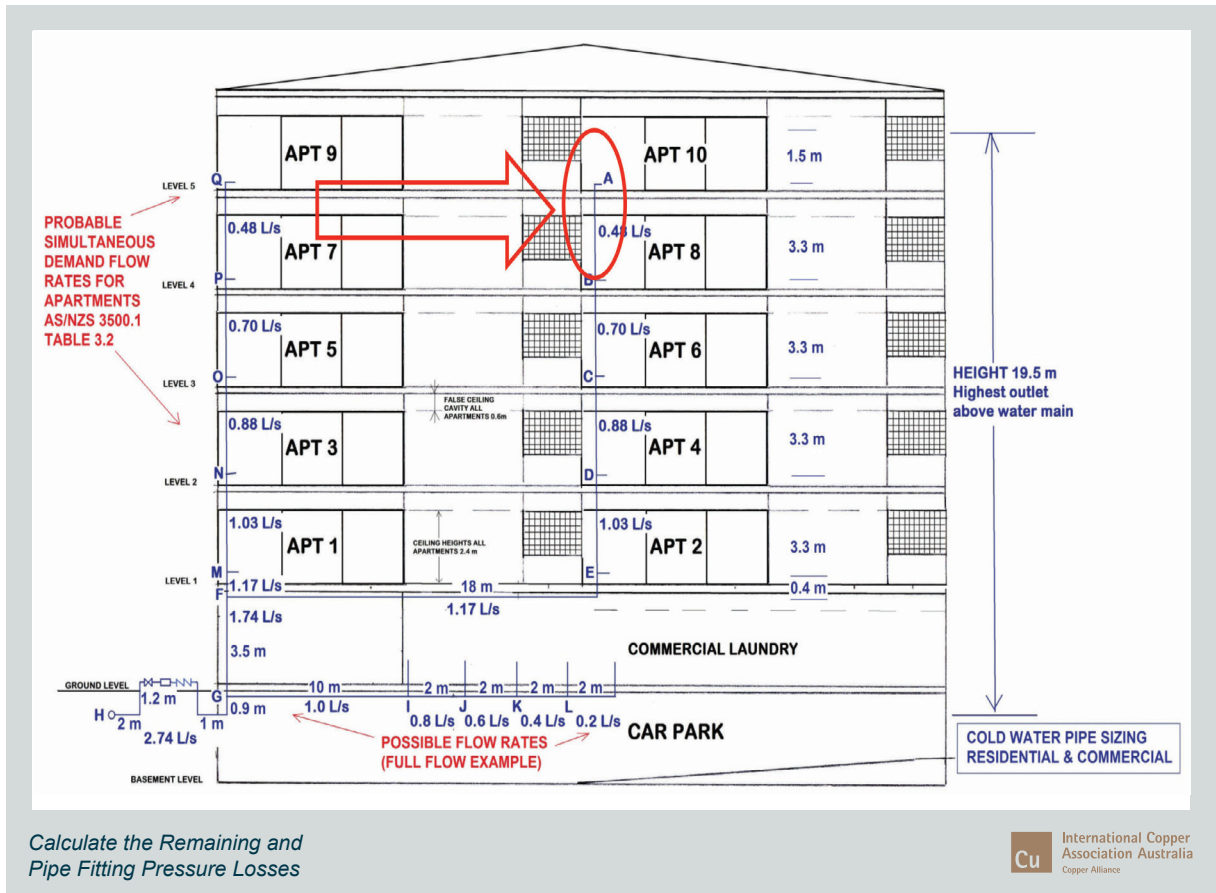 APT 9
APT 10
1.5 m
Q
A
LEVEL 5
PROBABLE
SIMULTANEOUS
DEMAND FLOW
RATES FOR
APARTMENTS
AS/NZS 3500.1
TABLE 3.2
0.48 L/s
APT 7
0.48 L/s
APT 8
3.3 m
P
B
LEVEL 4
0.70 L/s
APT 5
0.70 L/s
APT 6
3.3 m
O
C
LEVEL 3
FALSE CEILING
CAVITY ALL
APARTMENTS 0.6m
HEIGHT 19.5 m
Highest outlet
above water main
0.88 L/s
APT 3
0.88 L/s
APT 4
3.3 m
N
D
LEVEL 2
1.03 L/s
APT 1
CEILING HEIGHTS ALL
APARTMENTS 2.4 m
1.03 L/s
APT 2
3.3 m
M
E
LEVEL 1
1.17 L/s
18 m
0.4 m
F
1.17 L/s
1.74 L/s
3.5 m
COMMERCIAL LAUNDRY
GROUND LEVEL
1.2 m
G
10 m
2 m
2 m
2 m
2 m
H
2 m
1 m
0.9 m
1.0 L/s
I
J
K
L
0.8 L/s
0.6 L/s
0.4 L/s
0.2 L/s
2.74 L/s
POSSIBLE FLOW RATES
(FULL FLOW EXAMPLE)
CAR PARK
COLD WATER PIPE SIZING
RESIDENTIAL & COMMERCIAL
BASEMENT LEVEL
Calculate the Remaining and
Pipe Fitting Pressure Losses
Cu
International Copper
Association Australia
Copper Alliance